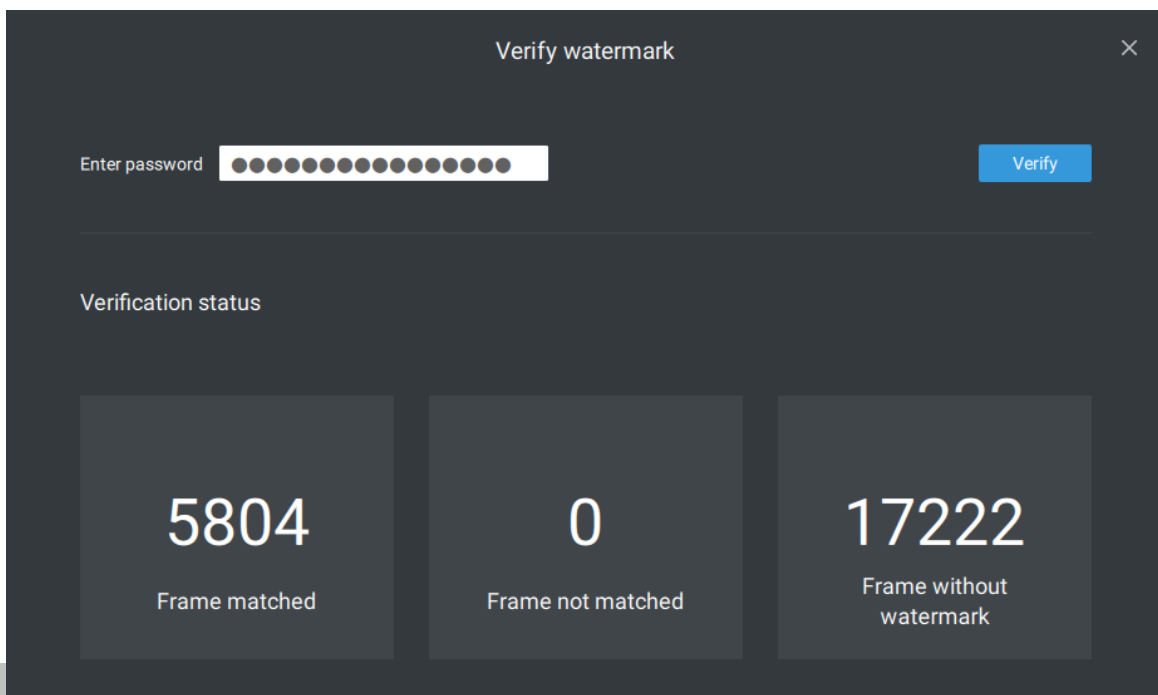 Verify watermark
Enter password
Verify
Verification status
5804
0
17222
Frame matched
Frame not matched
Frame without
watermark